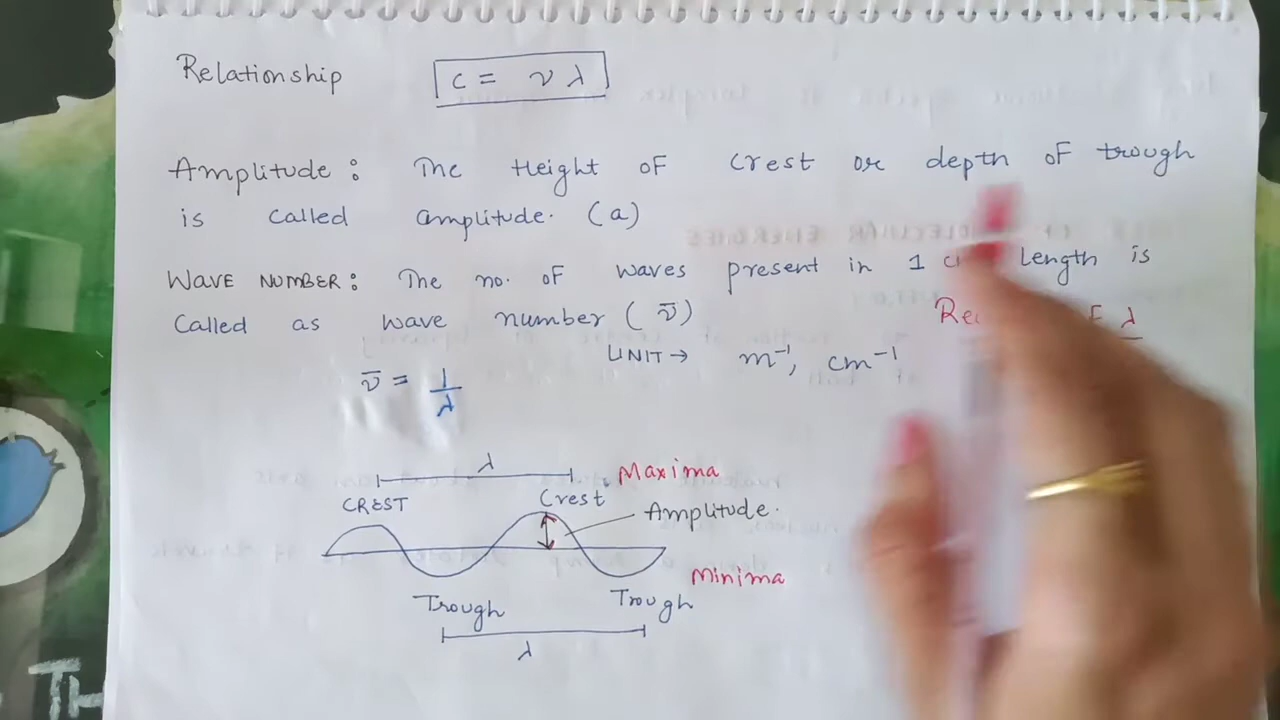 Relationship c = ν λ
Amplitude : The Height of Crest or depth of trough
is called amplitude. (a)
WAVE NUMBER : The no. of waves present in 1 length is
called as wave number (ν̄)
λ
UNIT → m⁻¹, cm⁻¹
ν̄ = 1/λ
λ
Maxima
CREST
Crest
Amplitude.
Minima
Trough
Trough
λ